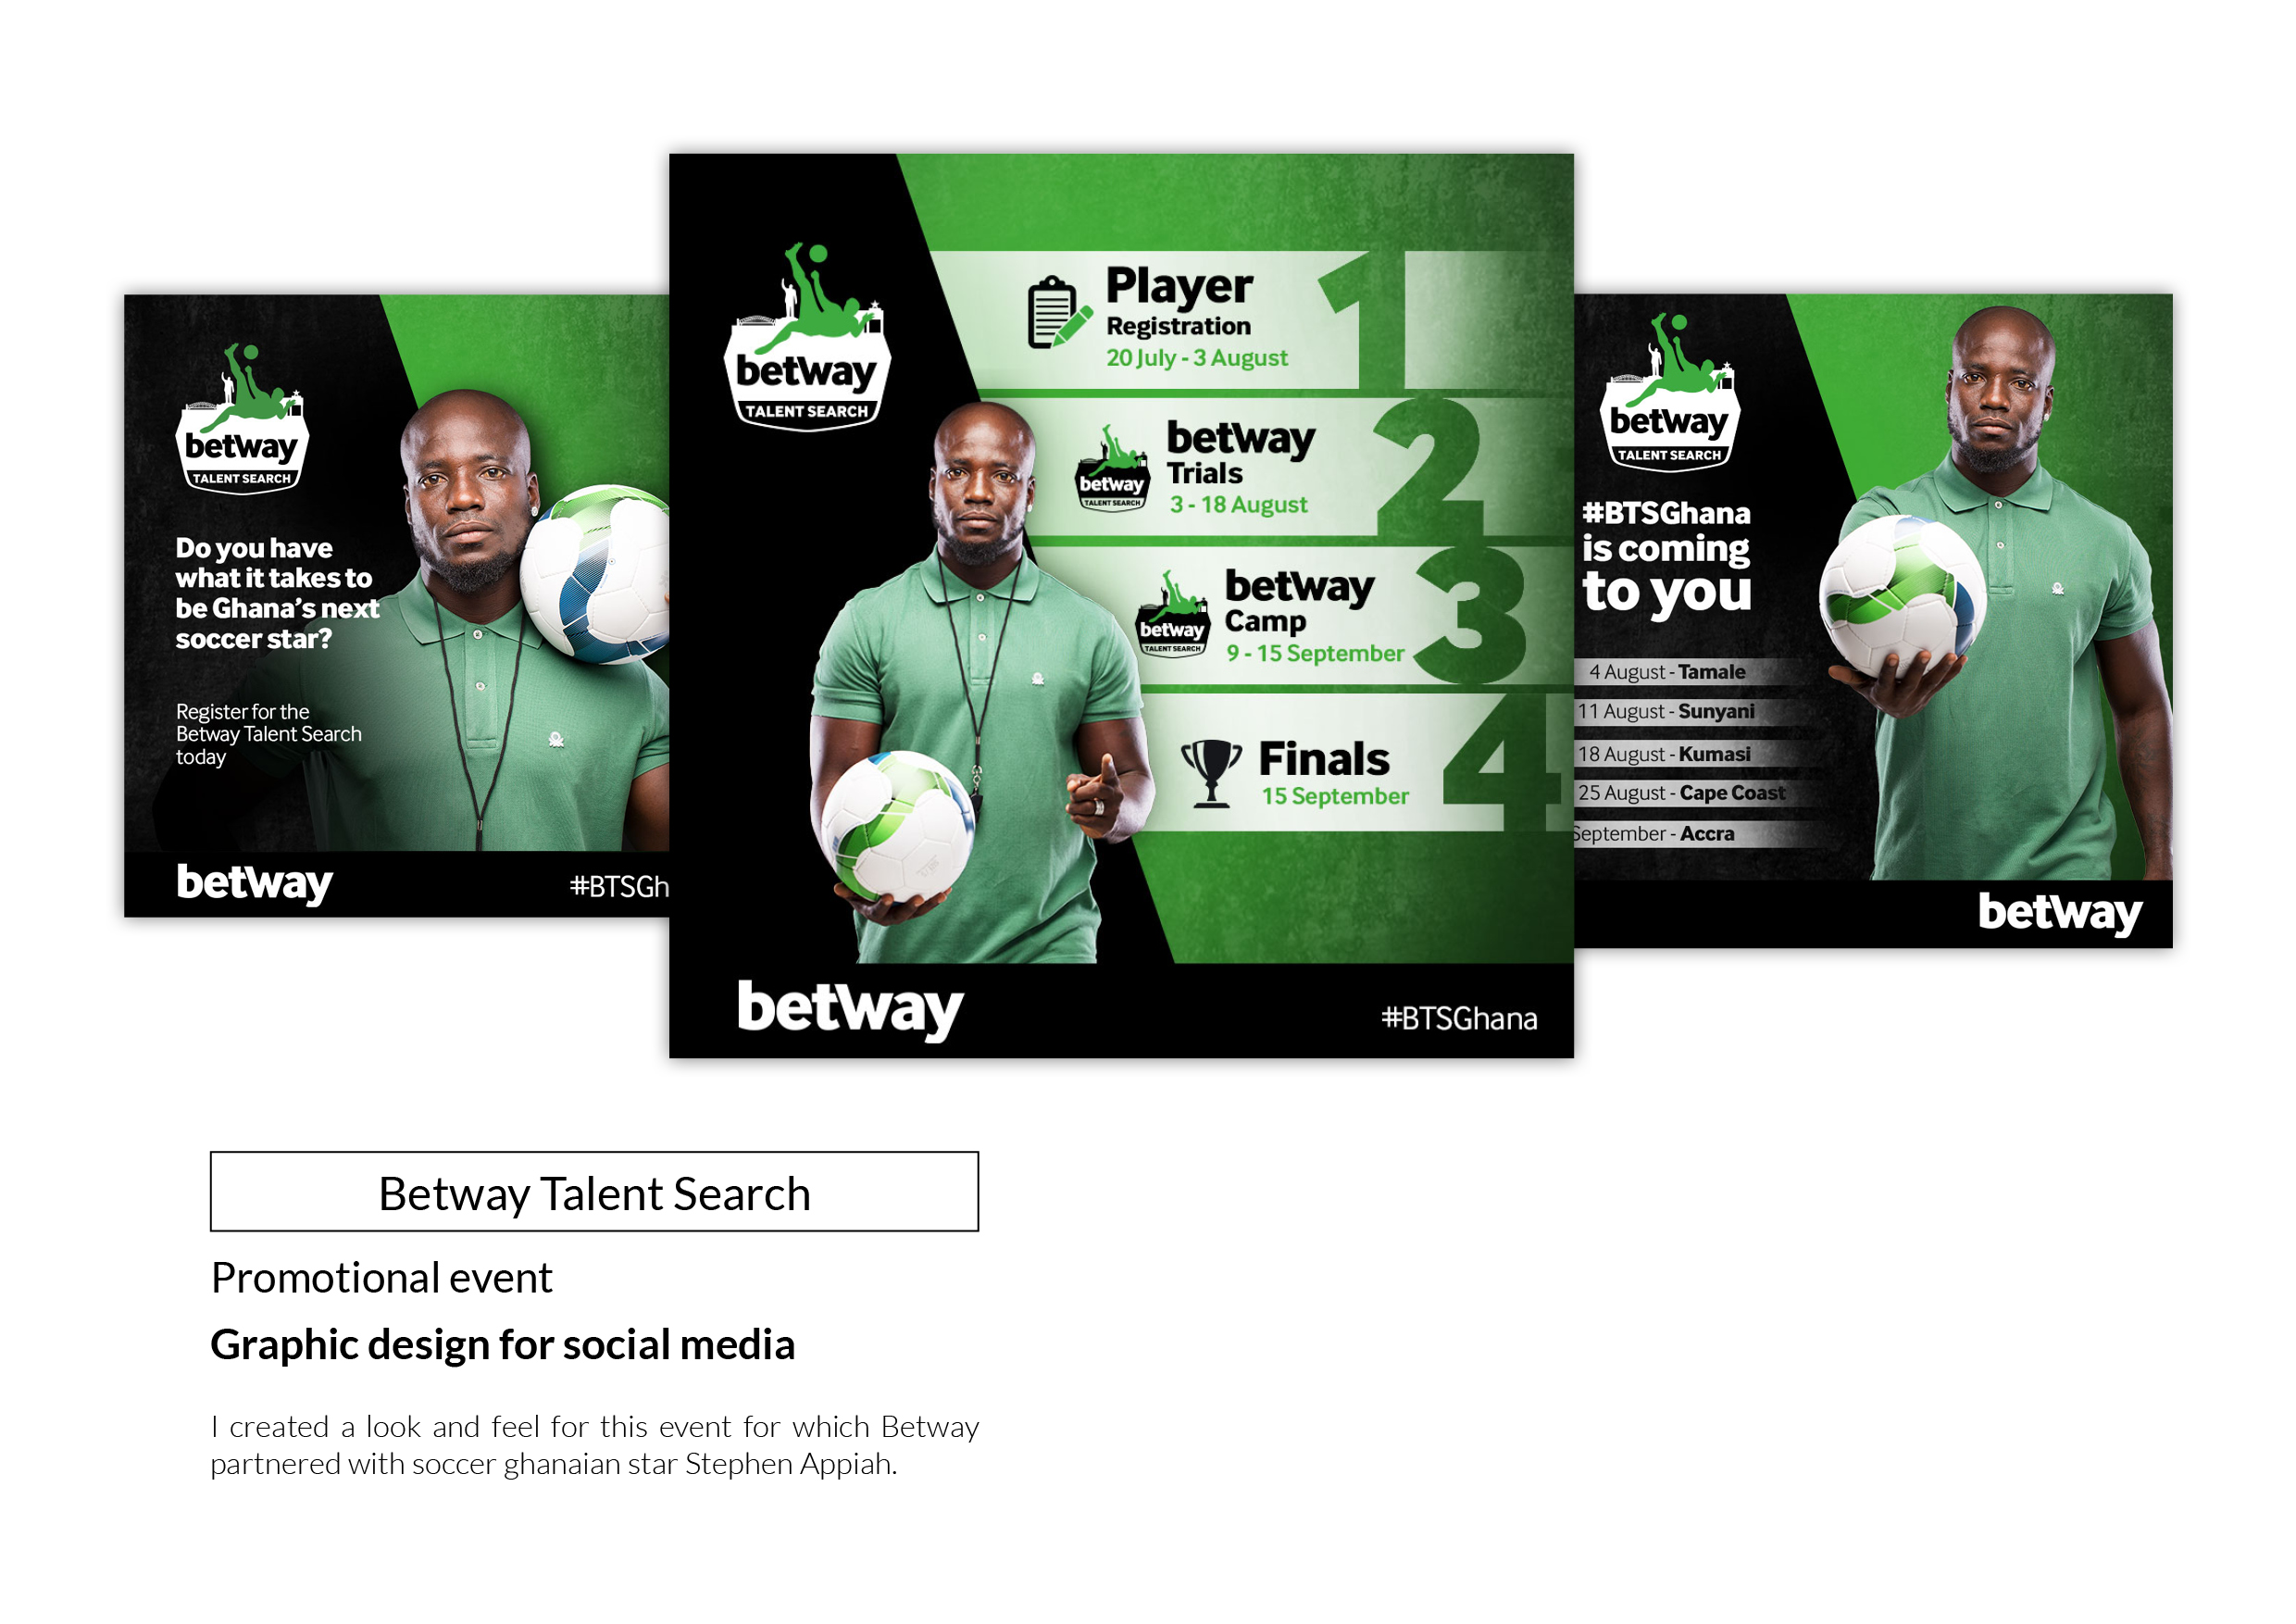 betway
TALENT SEARCH
Do you have
what it takes to
be Ghana's next
soccer star?
Register for the
Betway Talent Search
today
betway
#BTSGh
betway
TALENT SEARCH
Player
Registration
20 July - 3 August
1
betway
TALENT SEARCH
betway
Trials
3 - 18 August
2
betway
TALENT SEARCH
betway
Camp
9 - 15 September
3
Finals
15 September
4
betway
#BTSGhana
betway
TALENT SEARCH
#BTSGhana
is coming
to you
4 August - Tamale
11 August - Sunyani
18 August - Kumasi
25 August - Cape Coast
September - Accra
betway
Betway Talent Search
Promotional event
Graphic design for social media
I created a look and feel for this event for which Betway
partnered with soccer ghanaian star Stephen Appiah.